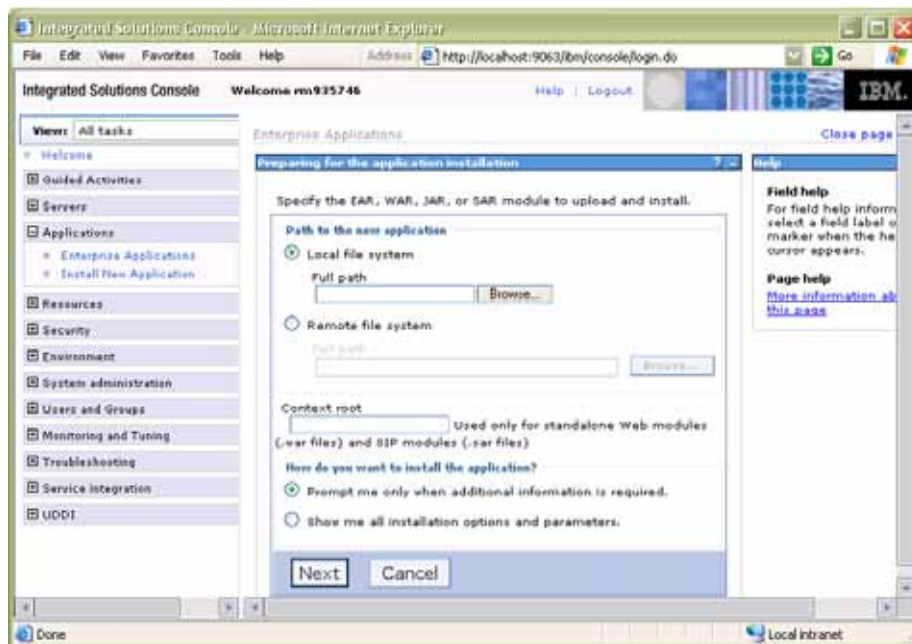 Integrated Solutions Console - Microsoft Internet Explorer
File Edit View Favorites Tools Help Address http://localhost:9063/ibm/console/login.do Go
Integrated Solutions Console Welcome rm935746 Help | Logout IBM.
View: All tasks
Welcome
Guided Activities
Servers
Applications
Enterprise Applications
Install New Application
Resources
Security
Environment
System administration
Users and Groups
Monitoring and Tuning
Troubleshooting
Service integration
UDDI
Enterprise Applications
Close page
Preparing for the application installation ? -
Specify the EAR, WAR, JAR, or SAR module to upload and install.
Path to the new application
Local file system
Full path
Browse...
Remote file system
Full path
Browse...
Context root
Used only for standalone Web modules
(.war files) and SIP modules (.sar files)
How do you want to install the application?
Prompt me only when additional information is required.
Show me all installation options and parameters.
Next Cancel
Help
Field help
For field help inform
select a field label o
marker when the he
cursor appears.
Page help
More information ab
this page
Done
Local intranet